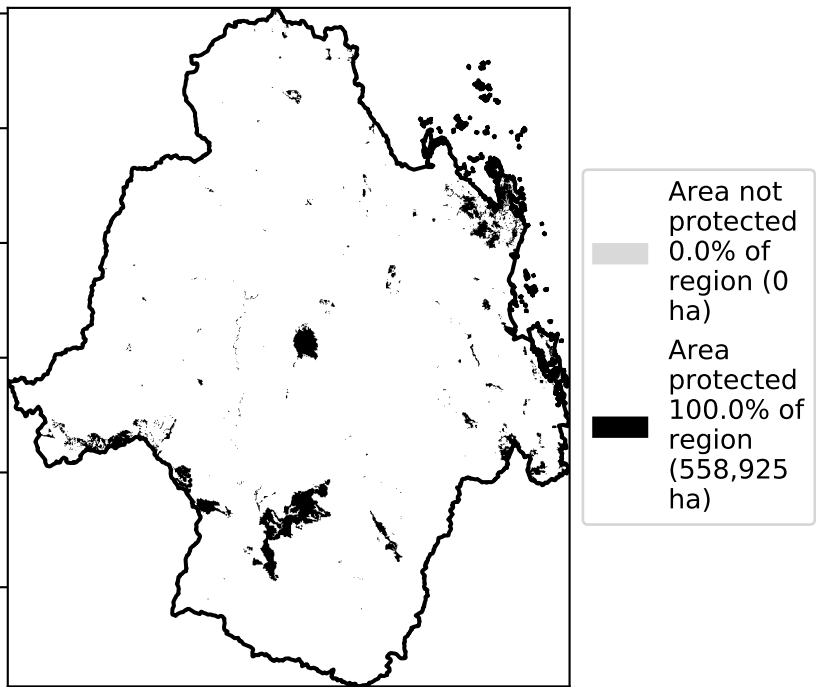 Area not
protected
0.0% of
region (0
ha)
Area
protected
100.0% of
region
(558,925
ha)